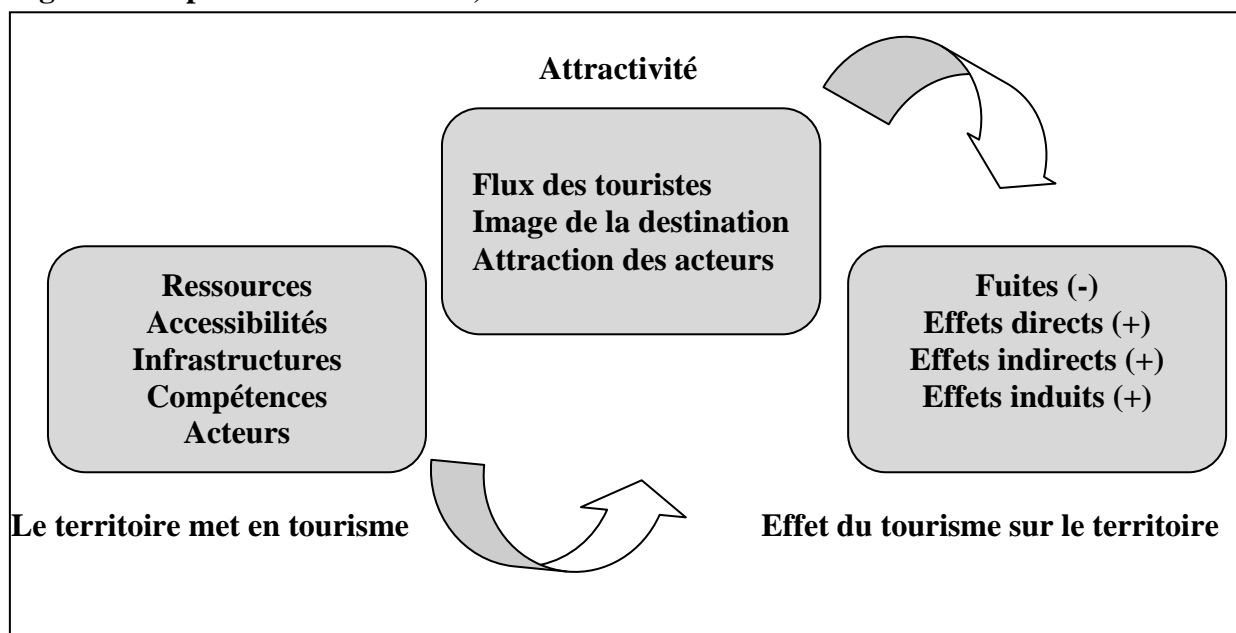 Attractivité
Flux des touristes
Image de la destination
Attraction des acteurs
Ressources
Accessibilités
Infrastructures
Compétences
Acteurs
Fuites (-)
Effets directs (+)
Effets indirects (+)
Effets induits (+)
Le territoire met en tourisme
Effet du tourisme sur le territoire